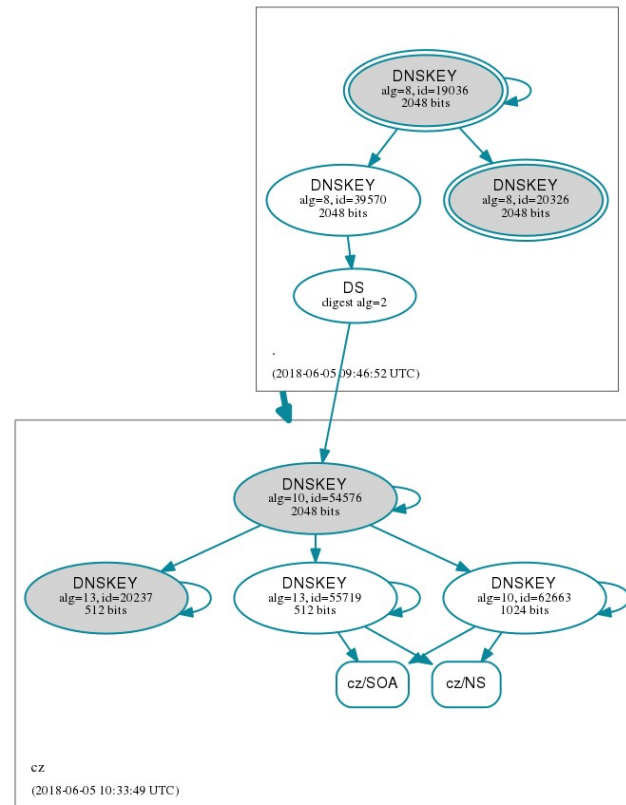 DNSKEY
alg=8, id=19036
2048 bits
DNSKEY
alg=8, id=39570
2048 bits
DNSKEY
alg=8, id=20326
2048 bits
DS
digest alg=2
.
(2018-06-05 09:46:52 UTC)
DNSKEY
alg=10, id=54576
2048 bits
DNSKEY
alg=13, id=20237
512 bits
DNSKEY
alg=13, id=55719
512 bits
DNSKEY
alg=10, id=62663
1024 bits
cz/SOA
cz/NS
cz
(2018-06-05 10:33:49 UTC)